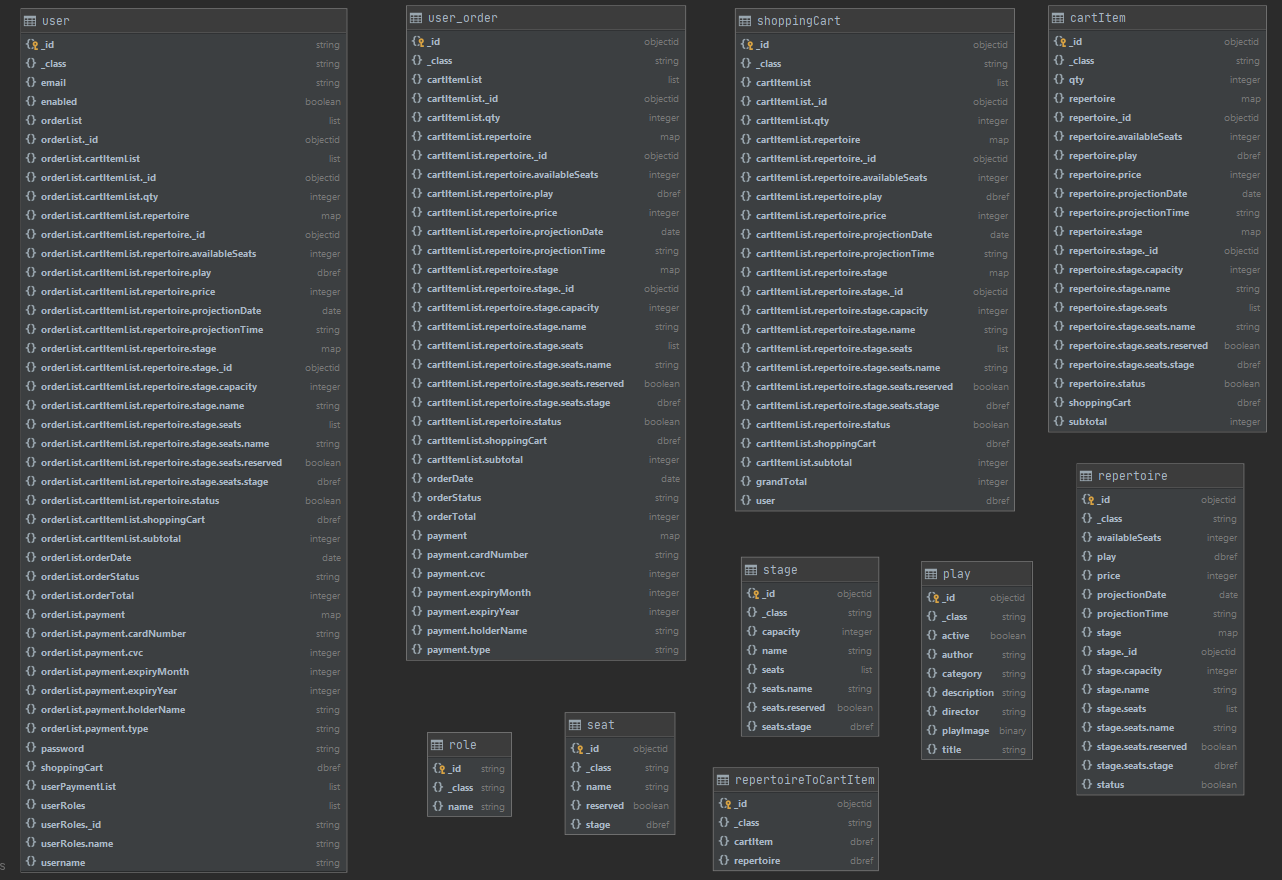 user
_id string
_class string
email string
enabled boolean
orderList list
orderList._id objectid
orderList.cartItemList list
orderList.cartItemList._id objectid
orderList.cartItemList.qty integer
orderList.cartItemList.repertoire map
orderList.cartItemList.repertoire._id objectid
orderList.cartItemList.repertoire.availableSeats integer
orderList.cartItemList.repertoire.play dbref
orderList.cartItemList.repertoire.price integer
orderList.cartItemList.repertoire.projectionDate date
orderList.cartItemList.repertoire.projectionTime string
orderList.cartItemList.repertoire.stage map
orderList.cartItemList.repertoire.stage._id objectid
orderList.cartItemList.repertoire.stage.capacity integer
orderList.cartItemList.repertoire.stage.name string
orderList.cartItemList.repertoire.stage.seats list
orderList.cartItemList.repertoire.stage.seats.name string
orderList.cartItemList.repertoire.stage.seats.reserved boolean
orderList.cartItemList.repertoire.stage.seats.stage dbref
orderList.cartItemList.repertoire.status boolean
orderList.cartItemList.shoppingCart dbref
orderList.cartItemList.subtotal integer
orderList.orderDate date
orderList.orderStatus string
orderList.orderTotal integer
orderList.payment map
orderList.payment.cardNumber string
orderList.payment.cvc integer
orderList.payment.expiryMonth integer
orderList.payment.expiryYear integer
orderList.payment.holderName string
orderList.payment.type string
password string
shoppingCart dbref
userPaymentList list
userRoles list
userRoles._id string
userRoles.name string
username string
user_order
_id objectid
_class string
cartItemList list
cartItemList._id objectid
cartItemList.qty integer
cartItemList.repertoire map
cartItemList.repertoire._id objectid
cartItemList.repertoire.availableSeats integer
cartItemList.repertoire.play dbref
cartItemList.repertoire.price integer
cartItemList.repertoire.projectionDate date
cartItemList.repertoire.projectionTime string
cartItemList.repertoire.stage map
cartItemList.repertoire.stage._id objectid
cartItemList.repertoire.stage.capacity integer
cartItemList.repertoire.stage.name string
cartItemList.repertoire.stage.seats list
cartItemList.repertoire.stage.seats.name string
cartItemList.repertoire.stage.seats.reserved boolean
cartItemList.repertoire.stage.seats.stage dbref
cartItemList.repertoire.status boolean
cartItemList.shoppingCart dbref
cartItemList.subtotal integer
orderDate date
orderStatus string
orderTotal integer
payment map
payment.cardNumber string
payment.cvc integer
payment.expiryMonth integer
payment.expiryYear integer
payment.holderName string
payment.type string
shoppingCart
_id objectid
_class string
cartItemList list
cartItemList._id objectid
cartItemList.qty integer
cartItemList.repertoire map
cartItemList.repertoire._id objectid
cartItemList.repertoire.availableSeats integer
cartItemList.repertoire.play dbref
cartItemList.repertoire.price integer
cartItemList.repertoire.projectionDate date
cartItemList.repertoire.projectionTime string
cartItemList.repertoire.stage map
cartItemList.repertoire.stage._id objectid
cartItemList.repertoire.stage.capacity integer
cartItemList.repertoire.stage.name string
cartItemList.repertoire.stage.seats list
cartItemList.repertoire.stage.seats.name string
cartItemList.repertoire.stage.seats.reserved boolean
cartItemList.repertoire.stage.seats.stage dbref
cartItemList.repertoire.status boolean
cartItemList.shoppingCart dbref
cartItemList.subtotal integer
grandTotal integer
user dbref
cartItem
_id objectid
_class string
qty integer
repertoire map
repertoire._id objectid
repertoire.availableSeats integer
repertoire.play dbref
repertoire.price integer
repertoire.projectionDate date
repertoire.projectionTime string
repertoire.stage map
repertoire.stage._id objectid
repertoire.stage.capacity integer
repertoire.stage.name string
repertoire.stage.seats list
repertoire.stage.seats.name string
repertoire.stage.seats.reserved boolean
repertoire.stage.seats.stage dbref
repertoire.status boolean
shoppingCart dbref
subtotal integer
repertoire
_id objectid
_class string
availableSeats integer
play dbref
price integer
projectionDate date
projectionTime string
stage map
stage._id objectid
stage.capacity integer
stage.name string
stage.seats list
stage.seats.name string
stage.seats.reserved boolean
stage.seats.stage dbref
status boolean
stage
_id objectid
_class string
capacity integer
name string
seats list
seats.name string
seats.reserved boolean
seats.stage dbref
play
_id objectid
_class string
active boolean
author string
category string
description string
director string
playImage binary
title string
role
_id string
_class string
name string
seat
_id objectid
_class string
name string
reserved boolean
stage dbref
repertoireToCartItem
_id objectid
_class string
cartItem dbref
repertoire dbref
s